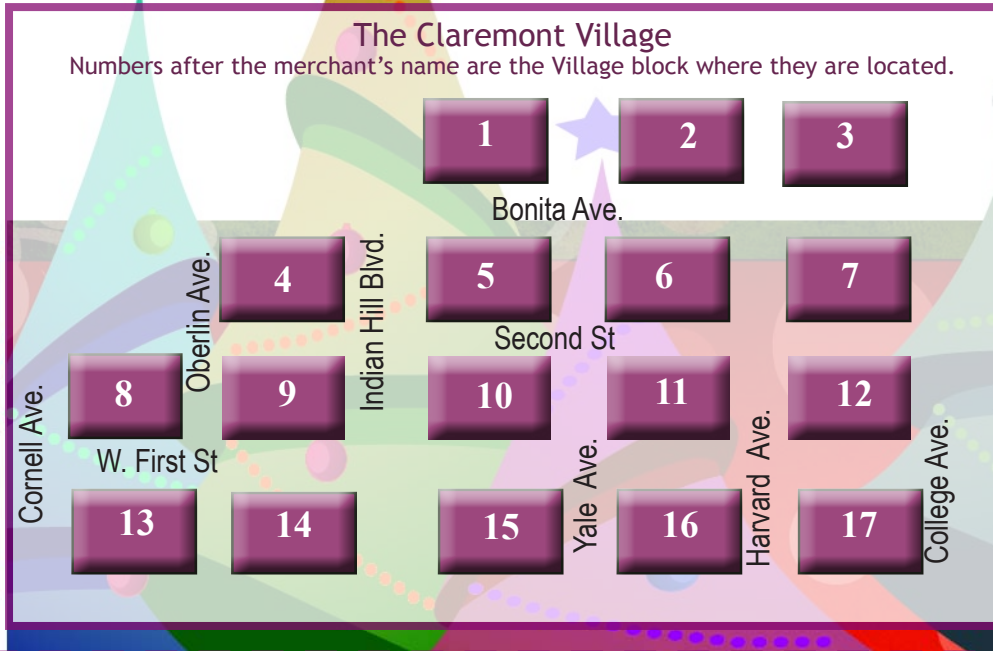 The Claremont Village
Numbers after the merchant's name are the Village block where they are located.
1
2
3
Bonita Ave.
4
5
6
7
Oberlin Ave.
Indian Hill Blvd.
Second St
8
9
10
11
12
Cornell Ave.
W. First St
Yale Ave.
Harvard Ave.
College Ave.
13
14
15
16
17